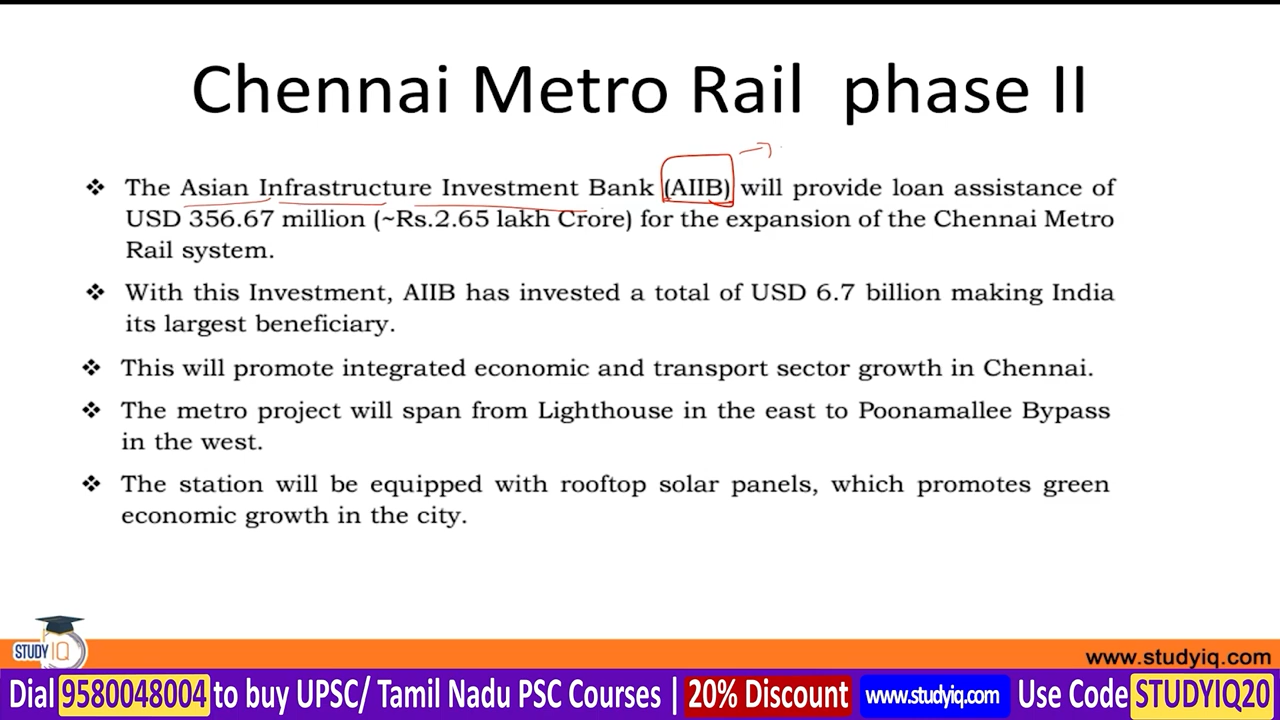 Chennai Metro Rail phase II
❖ The Asian Infrastructure Investment Bank (AIIB) will provide loan assistance of
USD 356.67 million (~Rs.2.65 lakh Crore) for the expansion of the Chennai Metro
Rail system.
❖ With this Investment, AIIB has invested a total of USD 6.7 billion making India
its largest beneficiary.
❖ This will promote integrated economic and transport sector growth in Chennai.
❖ The metro project will span from Lighthouse in the east to Poonamallee Bypass
in the west.
❖ The station will be equipped with rooftop solar panels, which promotes green
economic growth in the city.
STUDY IQ
www.studyiq.com
Dial 9580048004 to buy UPSC/ Tamil Nadu PSC Courses | 20% Discount www.studyiq.com Use Code STUDYIQ20